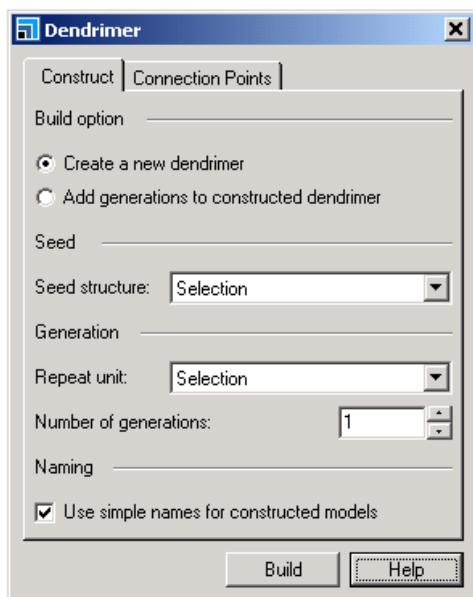 Dendrimer
Construct
Connection Points
Build option
Create a new dendrimer
Add generations to constructed dendrimer
Seed
Seed structure: Selection
Generation
Repeat unit: Selection
Number of generations: 1
Naming
Use simple names for constructed models
Build Help